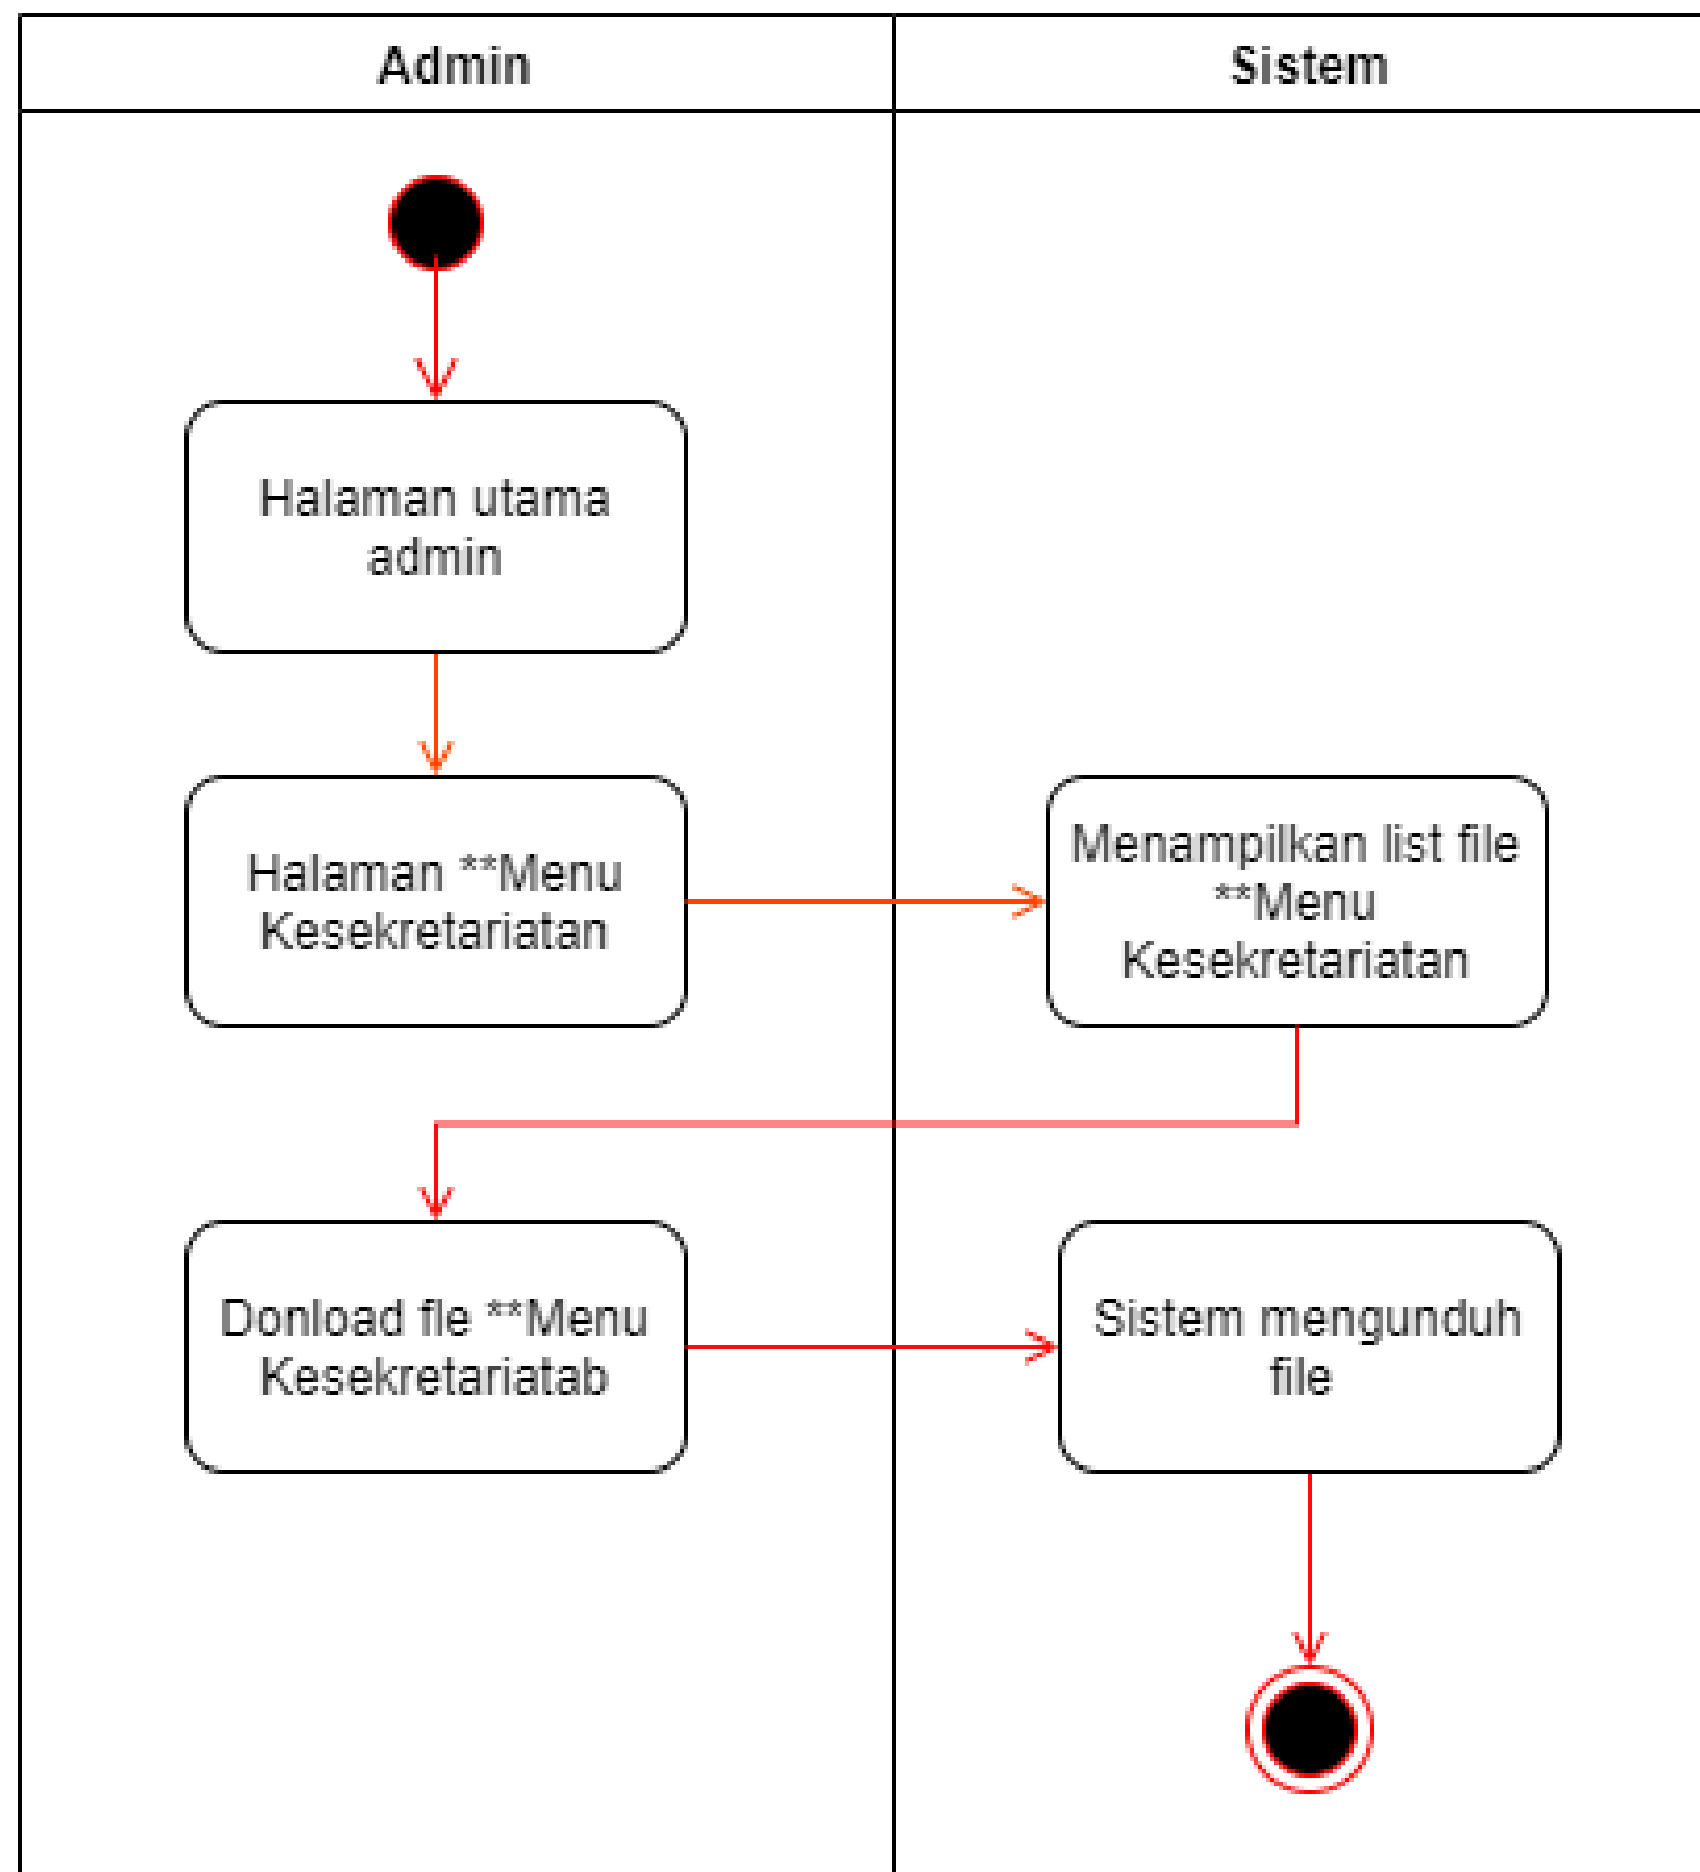 Admin
Sistem
Halaman utama
admin
Halaman **Menu
Kesekretariatan
Menampilkan list file
**Menu
Kesekretariatan
Donload fle **Menu
Kesekretariatab
Sistem mengunduh
file